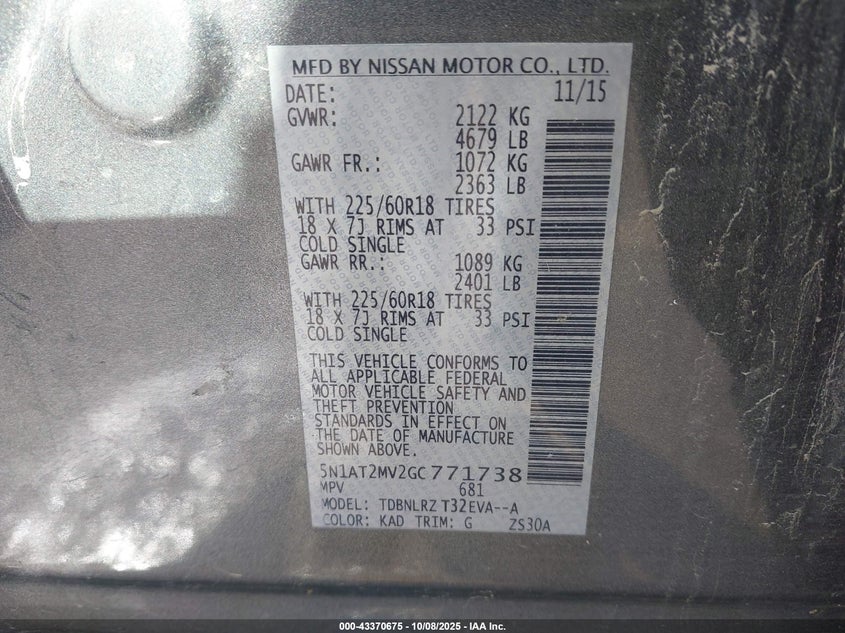 MFD BY NISSAN MOTOR CO., LTD.
DATE: 11/15
GVWR: 2122 KG
4679 LB
GAWR FR.: 1072 KG
2363 LB
WITH 225/60R18 TIRES
18 X 7J RIMS AT 33 PSI
COLD SINGLE
GAWR RR.: 1089 KG
2401 LB
WITH 225/60R18 TIRES
18 X 7J RIMS AT 33 PSI
COLD SINGLE
THIS VEHICLE CONFORMS TO
ALL APPLICABLE FEDERAL
MOTOR VEHICLE SAFETY AND
THEFT PREVENTION
STANDARDS IN EFFECT ON
THE DATE OF MANUFACTURE
SHOWN ABOVE.
5N1AT2MV2GC771738
MPV 681
MODEL: TDBNLRZ T32EVA--A
COLOR: KAD TRIM: G ZS30A
000-43370675 - 10/08/2025 - IAA Inc.